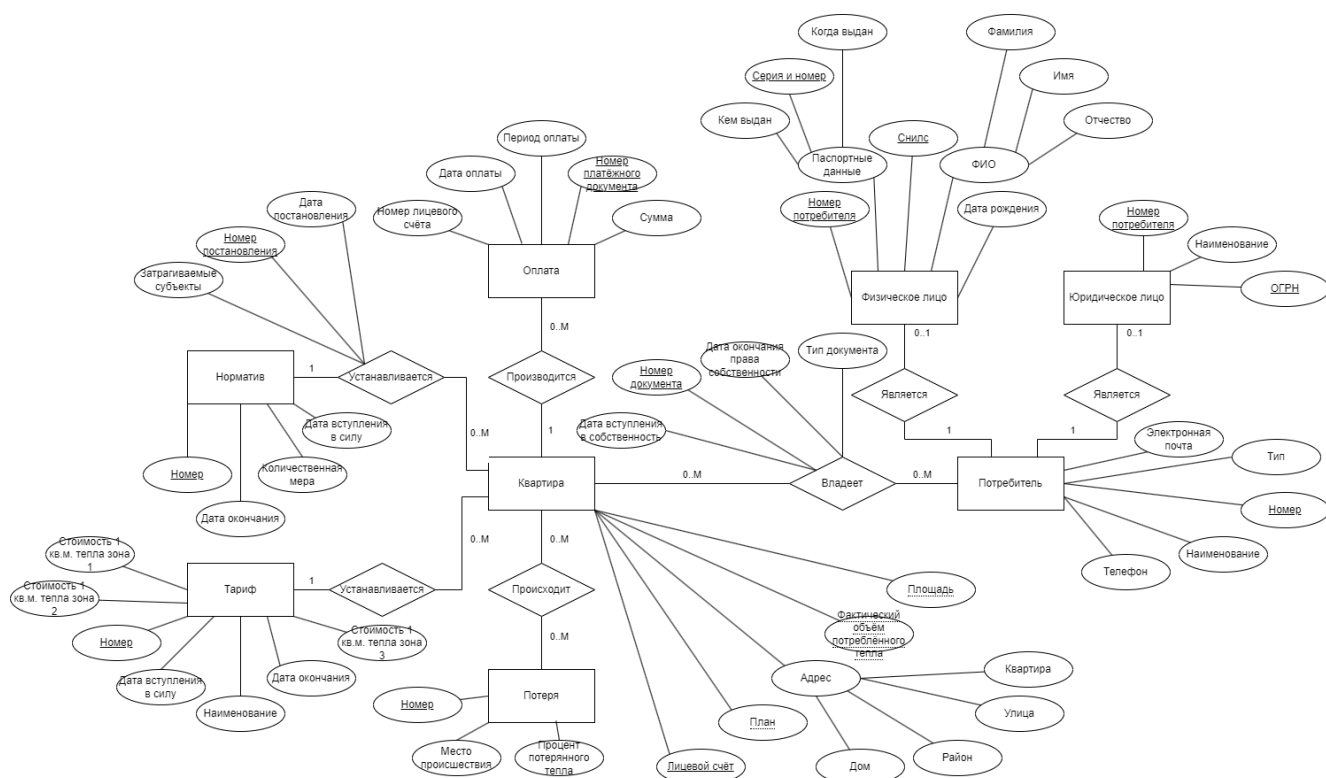 Когда выдан
Фамилия
Серия и номер
Имя
Кем выдан
Снилс
Отчество
Период оплаты
Паспортные
данные
ФИО
Дата оплаты
Номер
платёжного
документа
Номер
потребителя
Дата рождения
Номер
потребителя
Дата
постановления
Номер лицевого
счёта
Сумма
Номер
постановления
Наименование
Затрагиваемые
субъекты
Оплата
ОГРН
Физическое лицо
Юридическое лицо
0..М
0..1
0..1
Дата окончания
права
собственности
Тип документа
Норматив
1
Устанавливается
Производится
Номер
документа
Является
Является
Дата вступления
в силу
0..М
1
Дата вступления
в собственность
1
1
Электронная
почта
Тип
Номер
Количественная
мера
Квартира
0..М
Владеет
0..М
Потребитель
Номер
Дата окончания
Стоимость 1
кв.м. тепла зона
1
0..М
0..М
Наименование
Телефон
Стоимость 1
кв.м. тепла зона
2
Тариф
1
Устанавливается
Происходит
Площадь
Номер
Стоимость 1
кв.м. тепла зона
3
0..М
Фактический
объём
потреблённого
тепла
Дата вступления
в силу
Дата окончания
Адрес
Квартира
Наименование
Номер
Потеря
План
Улица
Место
происшествия
Процент
потерянного
тепла
Лицевой счёт
Дом
Район